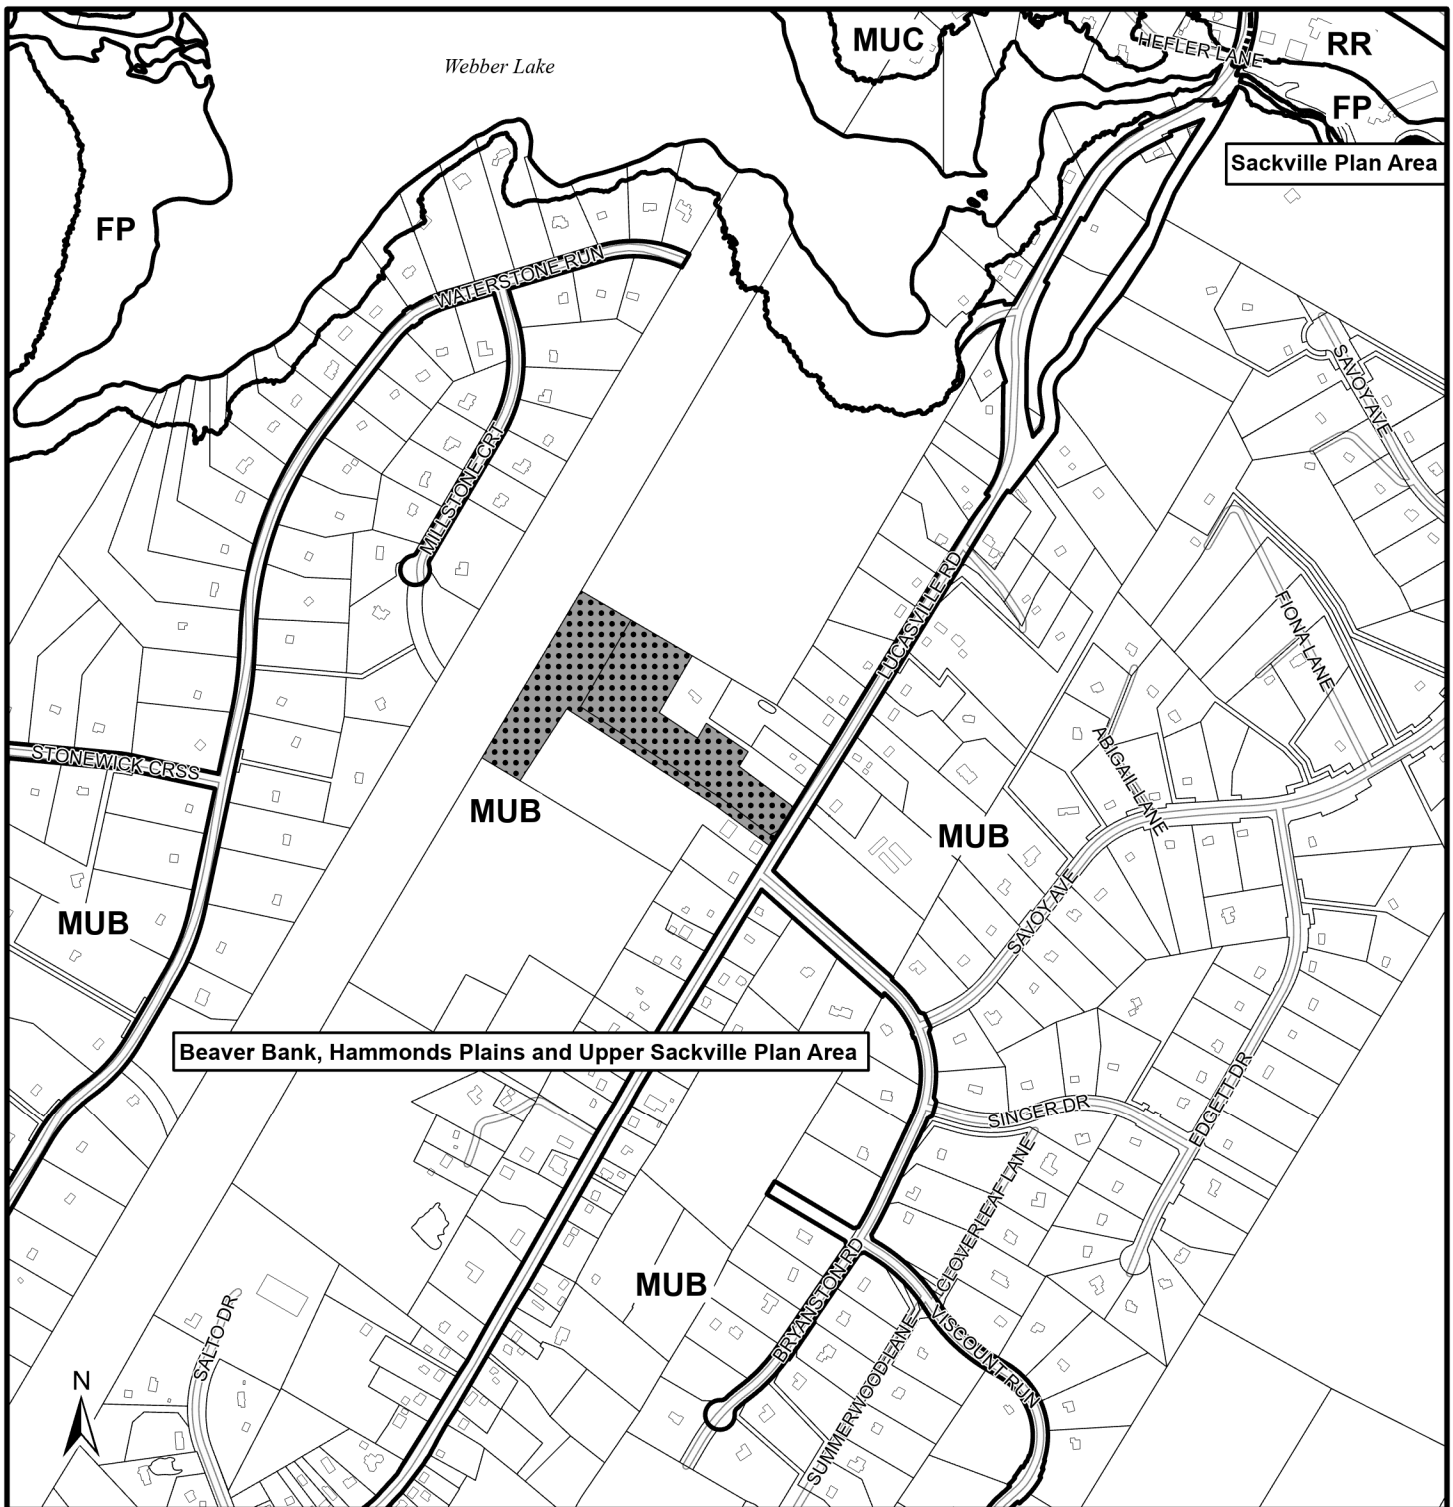 MUC
HEFLER LANE
RR
Webber Lake
FP
Sackville Plan Area
FP
WATERSTONE RUN
SAVOY AVE
MILLSTONE CRT
LUCASVILLE RD
FIONA LANE
STONEWICK CRSS
ABIGAIL LANE
MUB
MUB
MUB
SAVOY AVE
Beaver Bank, Hammonds Plains and Upper Sackville Plan Area
SINGER DR
EDGETT DR
ICLOVERLEAF LANE
MUB
BRYANSTON RD
SALTO DR
VISCOUNT RUN
SUMMERWOOD LANE
N